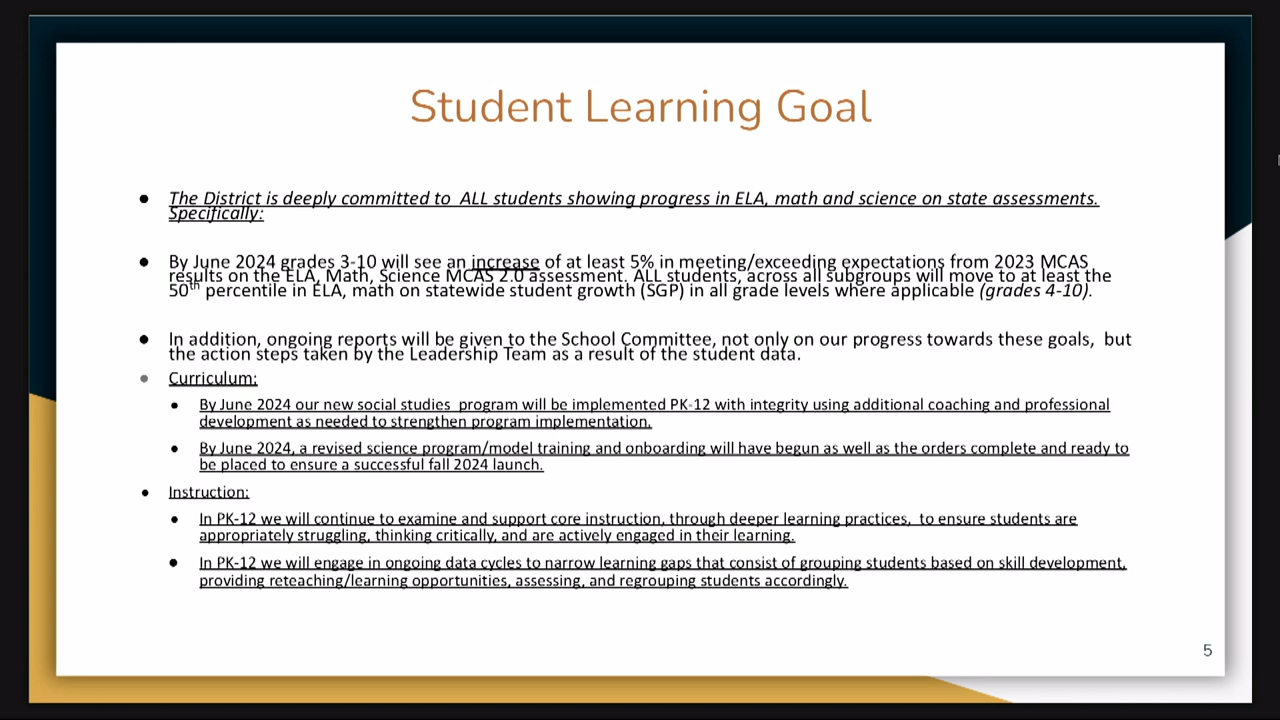 Student Learning Goal
● The District is deeply committed to  ALL students showing progress in ELA, math and science on state assessments.
Specifically:
● By June 2024 grades 3-10 will see an increase of at least 5% in meeting/exceeding expectations from 2023 MCAS
results on the ELA, Math, Science MCAS 2.0 assessment. ALL students, across all subgroups will move to at least the
50th percentile in ELA, math on statewide student growth (SGP) in all grade levels where applicable (grades 4-10).
● In addition, ongoing reports will be given to the School Committee, not only on our progress towards these goals,  but
the action steps taken by the Leadership Team as a result of the student data.
● Curriculum:
● By June 2024 our new social studies  program will be implemented PK-12 with integrity using additional coaching and professional
development as needed to strengthen program implementation.
● By June 2024, a revised science program/model training and onboarding will have begun as well as the orders complete and ready to
be placed to ensure a successful fall 2024 launch.
● Instruction:
● In PK-12 we will continue to examine and support core instruction, through deeper learning practices,  to ensure students are
appropriately struggling, thinking critically, and are actively engaged in their learning.
● In PK-12 we will engage in ongoing data cycles to narrow learning gaps that consist of grouping students based on skill development,
providing reteaching/learning opportunities, assessing, and regrouping students accordingly.
5